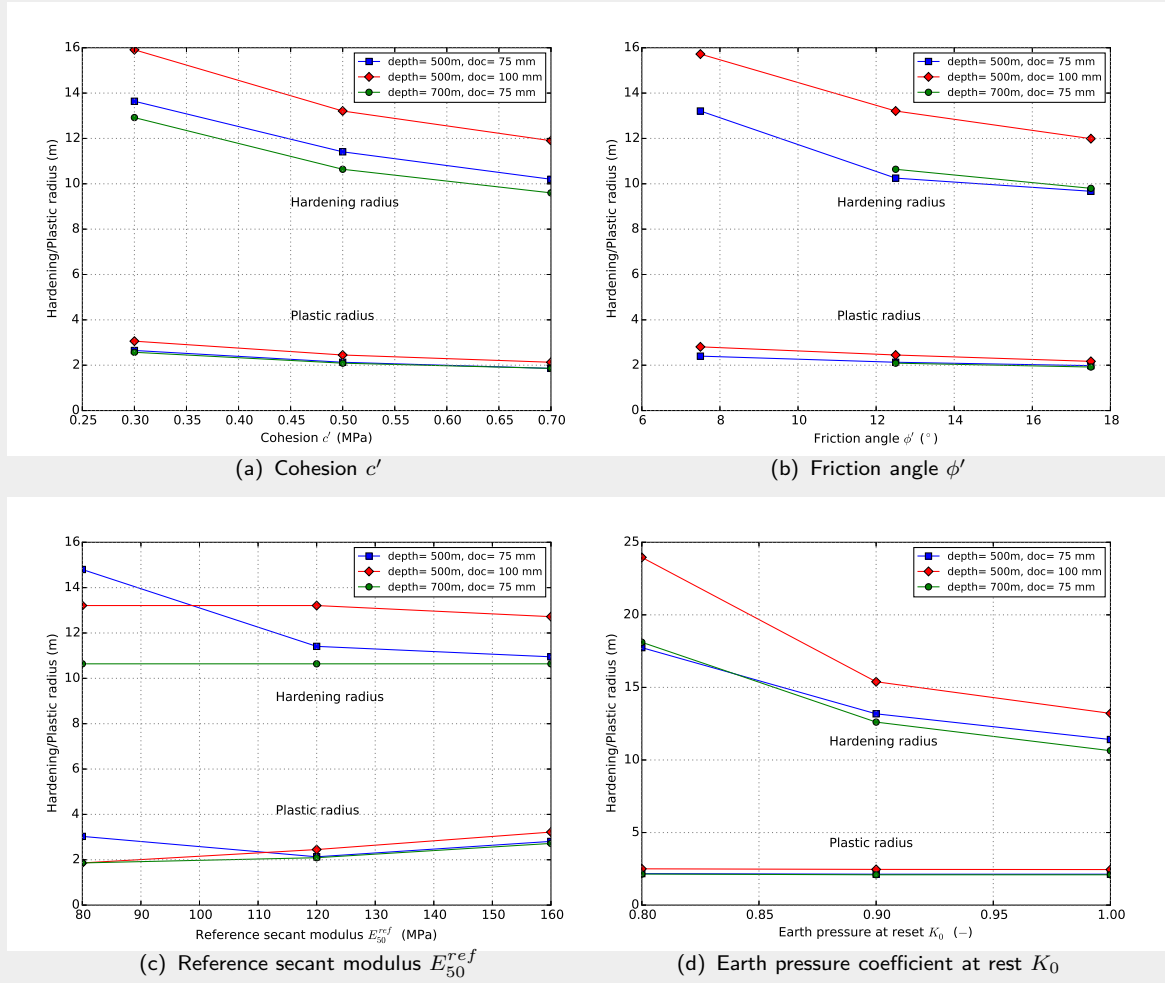 16
14
12
10
8
6
4
2
0
Hardening/Plastic radius (m)
depth= 500m, doc= 75 mm
depth= 500m, doc= 100 mm
depth= 700m, doc= 75 mm
Hardening radius
Plastic radius
0.25 0.30 0.35 0.40 0.45 0.50 0.55 0.60 0.65 0.70
Cohesion c′ (MPa)
(a) Cohesion c′
16
14
12
10
8
6
4
2
0
Hardening/Plastic radius (m)
depth= 500m, doc= 75 mm
depth= 500m, doc= 100 mm
depth= 700m, doc= 75 mm
Hardening radius
Plastic radius
6 8 10 12 14 16 18
Friction angle ϕ′ (°)
(b) Friction angle ϕ′
16
14
12
10
8
6
4
2
0
Hardening/Plastic radius (m)
depth= 500m, doc= 75 mm
depth= 500m, doc= 100 mm
depth= 700m, doc= 75 mm
Hardening radius
Plastic radius
80 90 100 110 120 130 140 150 160
Reference secant modulus E_50^ref (MPa)
(c) Reference secant modulus E_50^ref
25
20
15
10
5
0
Hardening/Plastic radius (m)
depth= 500m, doc= 75 mm
depth= 500m, doc= 100 mm
depth= 700m, doc= 75 mm
Hardening radius
Plastic radius
0.80 0.85 0.90 0.95 1.00
Earth pressure at reset K_0 (−)
(d) Earth pressure coefficient at rest K_0